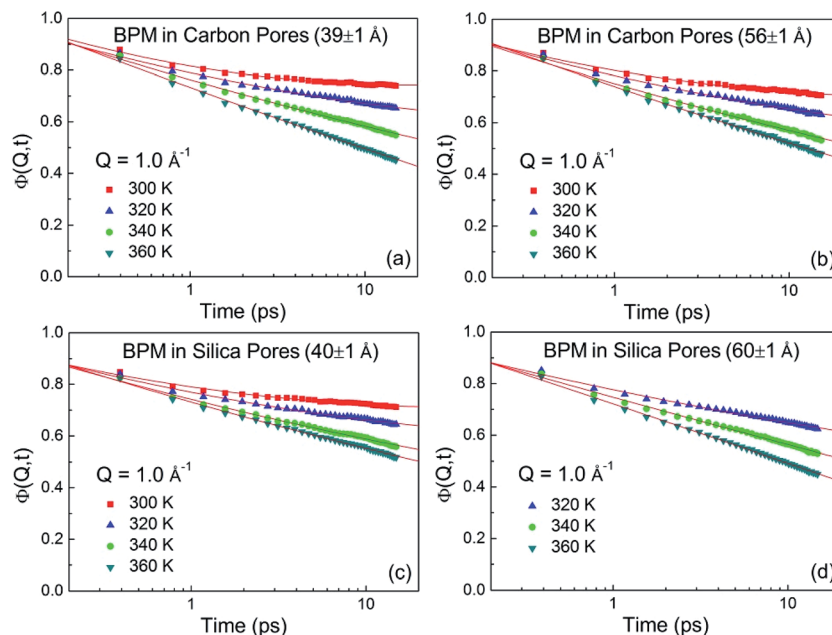 BPM in Carbon Pores (39±1 Å)
Φ(Q,t)
1.0
0.8
0.6
0.4
0.2
0.0
Q = 1.0 Å⁻¹
300 K
320 K
340 K
360 K
(a)
1
10
Time (ps)
BPM in Carbon Pores (56±1 Å)
Φ(Q,t)
1.0
0.8
0.6
0.4
0.2
0.0
Q = 1.0 Å⁻¹
300 K
320 K
340 K
360 K
(b)
1
10
Time (ps)
BPM in Silica Pores (40±1 Å)
Φ(Q,t)
1.0
0.8
0.6
0.4
0.2
0.0
Q = 1.0 Å⁻¹
300 K
320 K
340 K
360 K
(c)
1
10
Time (ps)
BPM in Silica Pores (60±1 Å)
Φ(Q,t)
1.0
0.8
0.6
0.4
0.2
0.0
Q = 1.0 Å⁻¹
320 K
340 K
360 K
(d)
1
10
Time (ps)